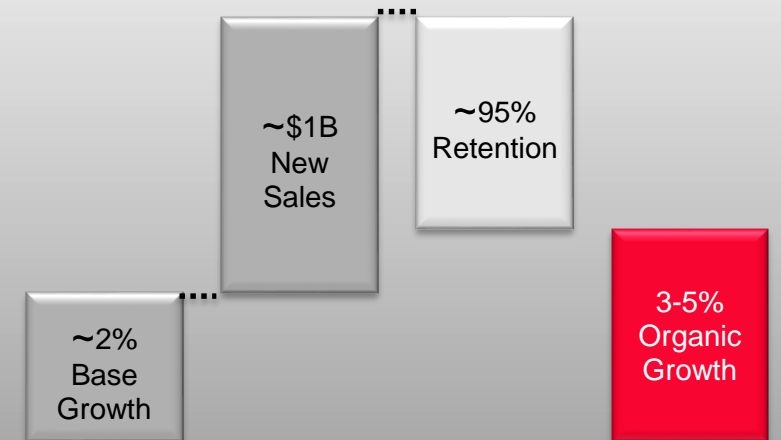 ~2%
Base
Growth
~$1B
New
Sales
~95%
Retention
3-5%
Organic
Growth